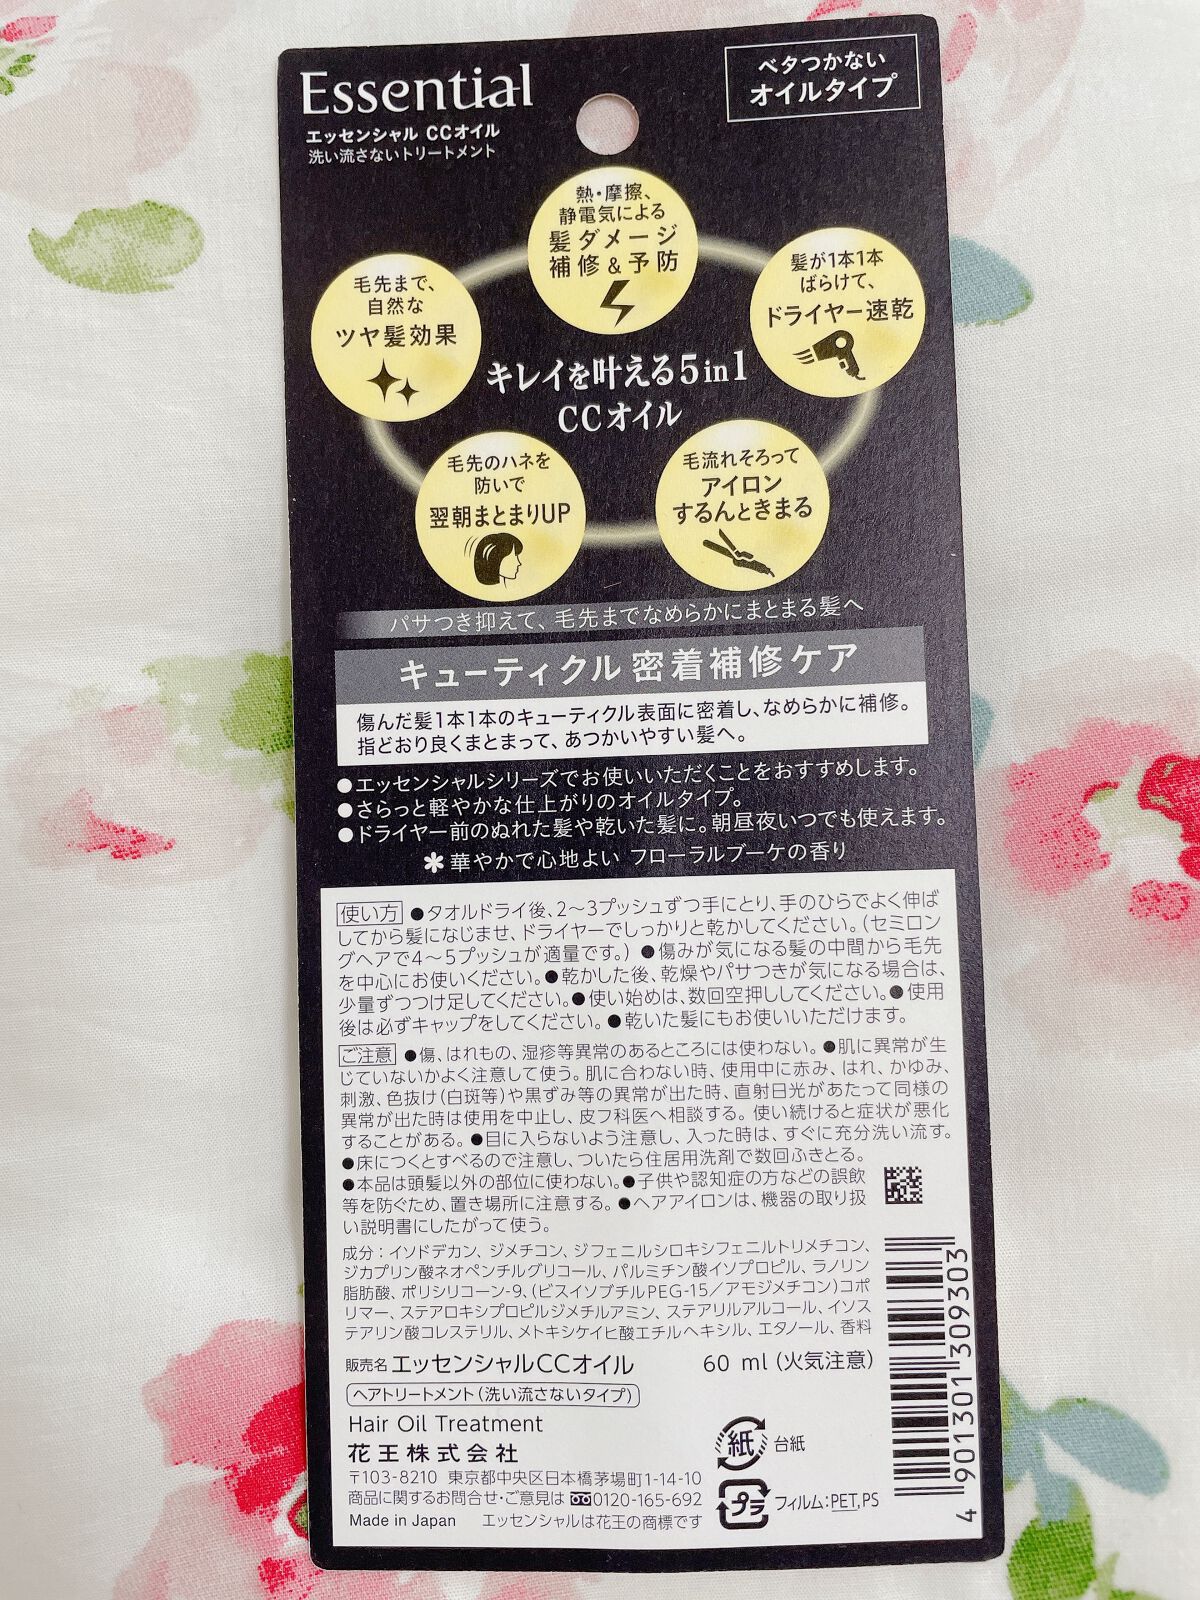 Essential
エッセンシャル CCオイル
洗い流さないトリートメント
ベタつかない
オイルタイプ
熱・摩擦、
静電気による
髪ダメージ
補修&予防
毛先まで、
自然な
ツヤ髪効果
髪が1本1本
ばらけて、
ドライヤー速乾
キレイを叶える5in1
CCオイル
毛先のハネを
防いで
翌朝まとまりUP
毛流れそろって
アイロン
するんときまる
パサつき抑えて、毛先までなめらかにまとまる髪へ
キューティクル 密着補修ケア
傷んだ髪1本1本のキューティクル表面に密着し、なめらかに補修。
指どおり良くまとまって、あつかいやすい髪へ。
●エッセンシャルシリーズでお使いいただくことをおすすめします。
●さらっと軽やかな仕上がりのオイルタイプ。
●ドライヤー前のぬれた髪や乾いた髪に。朝昼夜いつでも使えます。
✽華やかで心地よい フローラルブーケの香り
使い方 ●タオルドライ後、2～3プッシュずつ手にとり、手のひらでよく伸ば
してから髪になじませ、ドライヤーでしっかりと乾かしてください。(セミロン
グヘアで4～5プッシュが適量です。) ●傷みが気になる髪の中間から毛先
を中心にお使いください。●乾かした後、乾燥やパサつきが気になる場合は、
少量ずつつけ足してください。●使い始めは、数回空押ししてください。●使用
後は必ずキャップをしてください。●乾いた髪にもお使いいただけます。
ご注意 ●傷、はれもの、湿疹等異常のあるところには使わない。●肌に異常が生
じていないかよく注意して使う。肌に合わない時、使用中に赤み、はれ、かゆみ、
刺激、色抜け(白斑等)や黒ずみ等の異常が出た時、直射日光があたって同様の
異常が出た時は使用を中止し、皮フ科医へ相談する。使い続けると症状が悪化
することがある。●目に入らないよう注意し、入った時は、すぐに充分洗い流す。
●床につくとすべるので注意し、ついたら住居用洗剤で数回ふきとる。
●本品は頭髪以外の部位に使わない。●子供や認知症の方などの誤飲
等を防ぐため、置き場所に注意する。●ヘアアイロンは、機器の取り扱
い説明書にしたがって使う。
成分:イソドデカン、ジメチコン、ジフェニルシロキシフェニルトリメチコン、
ジカプリン酸ネオペンチルグリコール、パルミチン酸イソプロピル、ラノリン
脂肪酸、ポリシリコーン-9、(ビスイソブチルPEG-15/アモジメチコン)コポ
リマー、ステアロキシプロピルジメチルアミン、ステアリルアルコール、イソス
テアリン酸コレステリル、メトキシケイヒ酸エチルヘキシル、エタノール、香料
販売名 エッセンシャルCCオイル 60 ml (火気注意)
ヘアトリートメント(洗い流さないタイプ)
Hair Oil Treatment
花王株式会社
〒103-8210 東京都中央区日本橋茅場町1-14-10
商品に関するお問合せ・ご意見は 0120-165-692
Made in Japan エッセンシャルは花王の商標です
紙 台紙
プラ フィルム:PET,PS
4 901301 309303